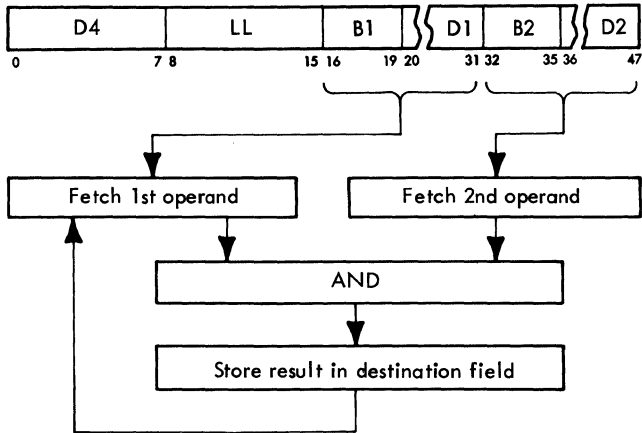 D4 LL B1 D1 B2 D2
0 7 8 15 16 19 20 31 32 35 36 47
Fetch 1st operand Fetch 2nd operand
AND
Store result in destination field